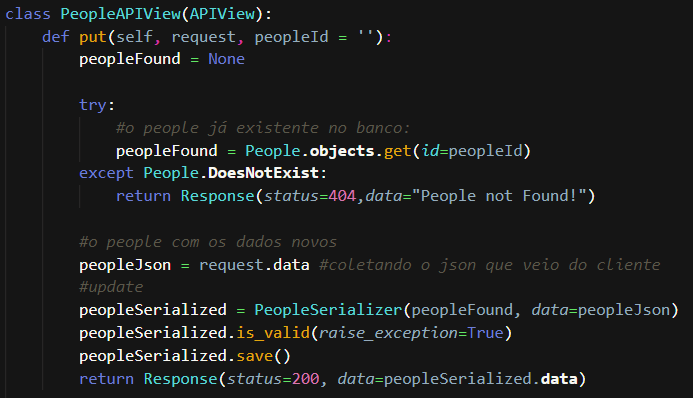 class PeopleAPIView(APIView):
    def put(self, request, peopleId = ''):
        peopleFound = None
        try:
            #o people já existente no banco:
            peopleFound = People.objects.get(id=peopleId)
        except People.DoesNotExist:
            return Response(status=404,data="People not Found!")
        #o people com os dados novos
        peopleJson = request.data #coletando o json que veio do cliente
        #update
        peopleSerialized = PeopleSerializer(peopleFound, data=peopleJson)
        peopleSerialized.is_valid(raise_exception=True)
        peopleSerialized.save()
        return Response(status=200, data=peopleSerialized.data)